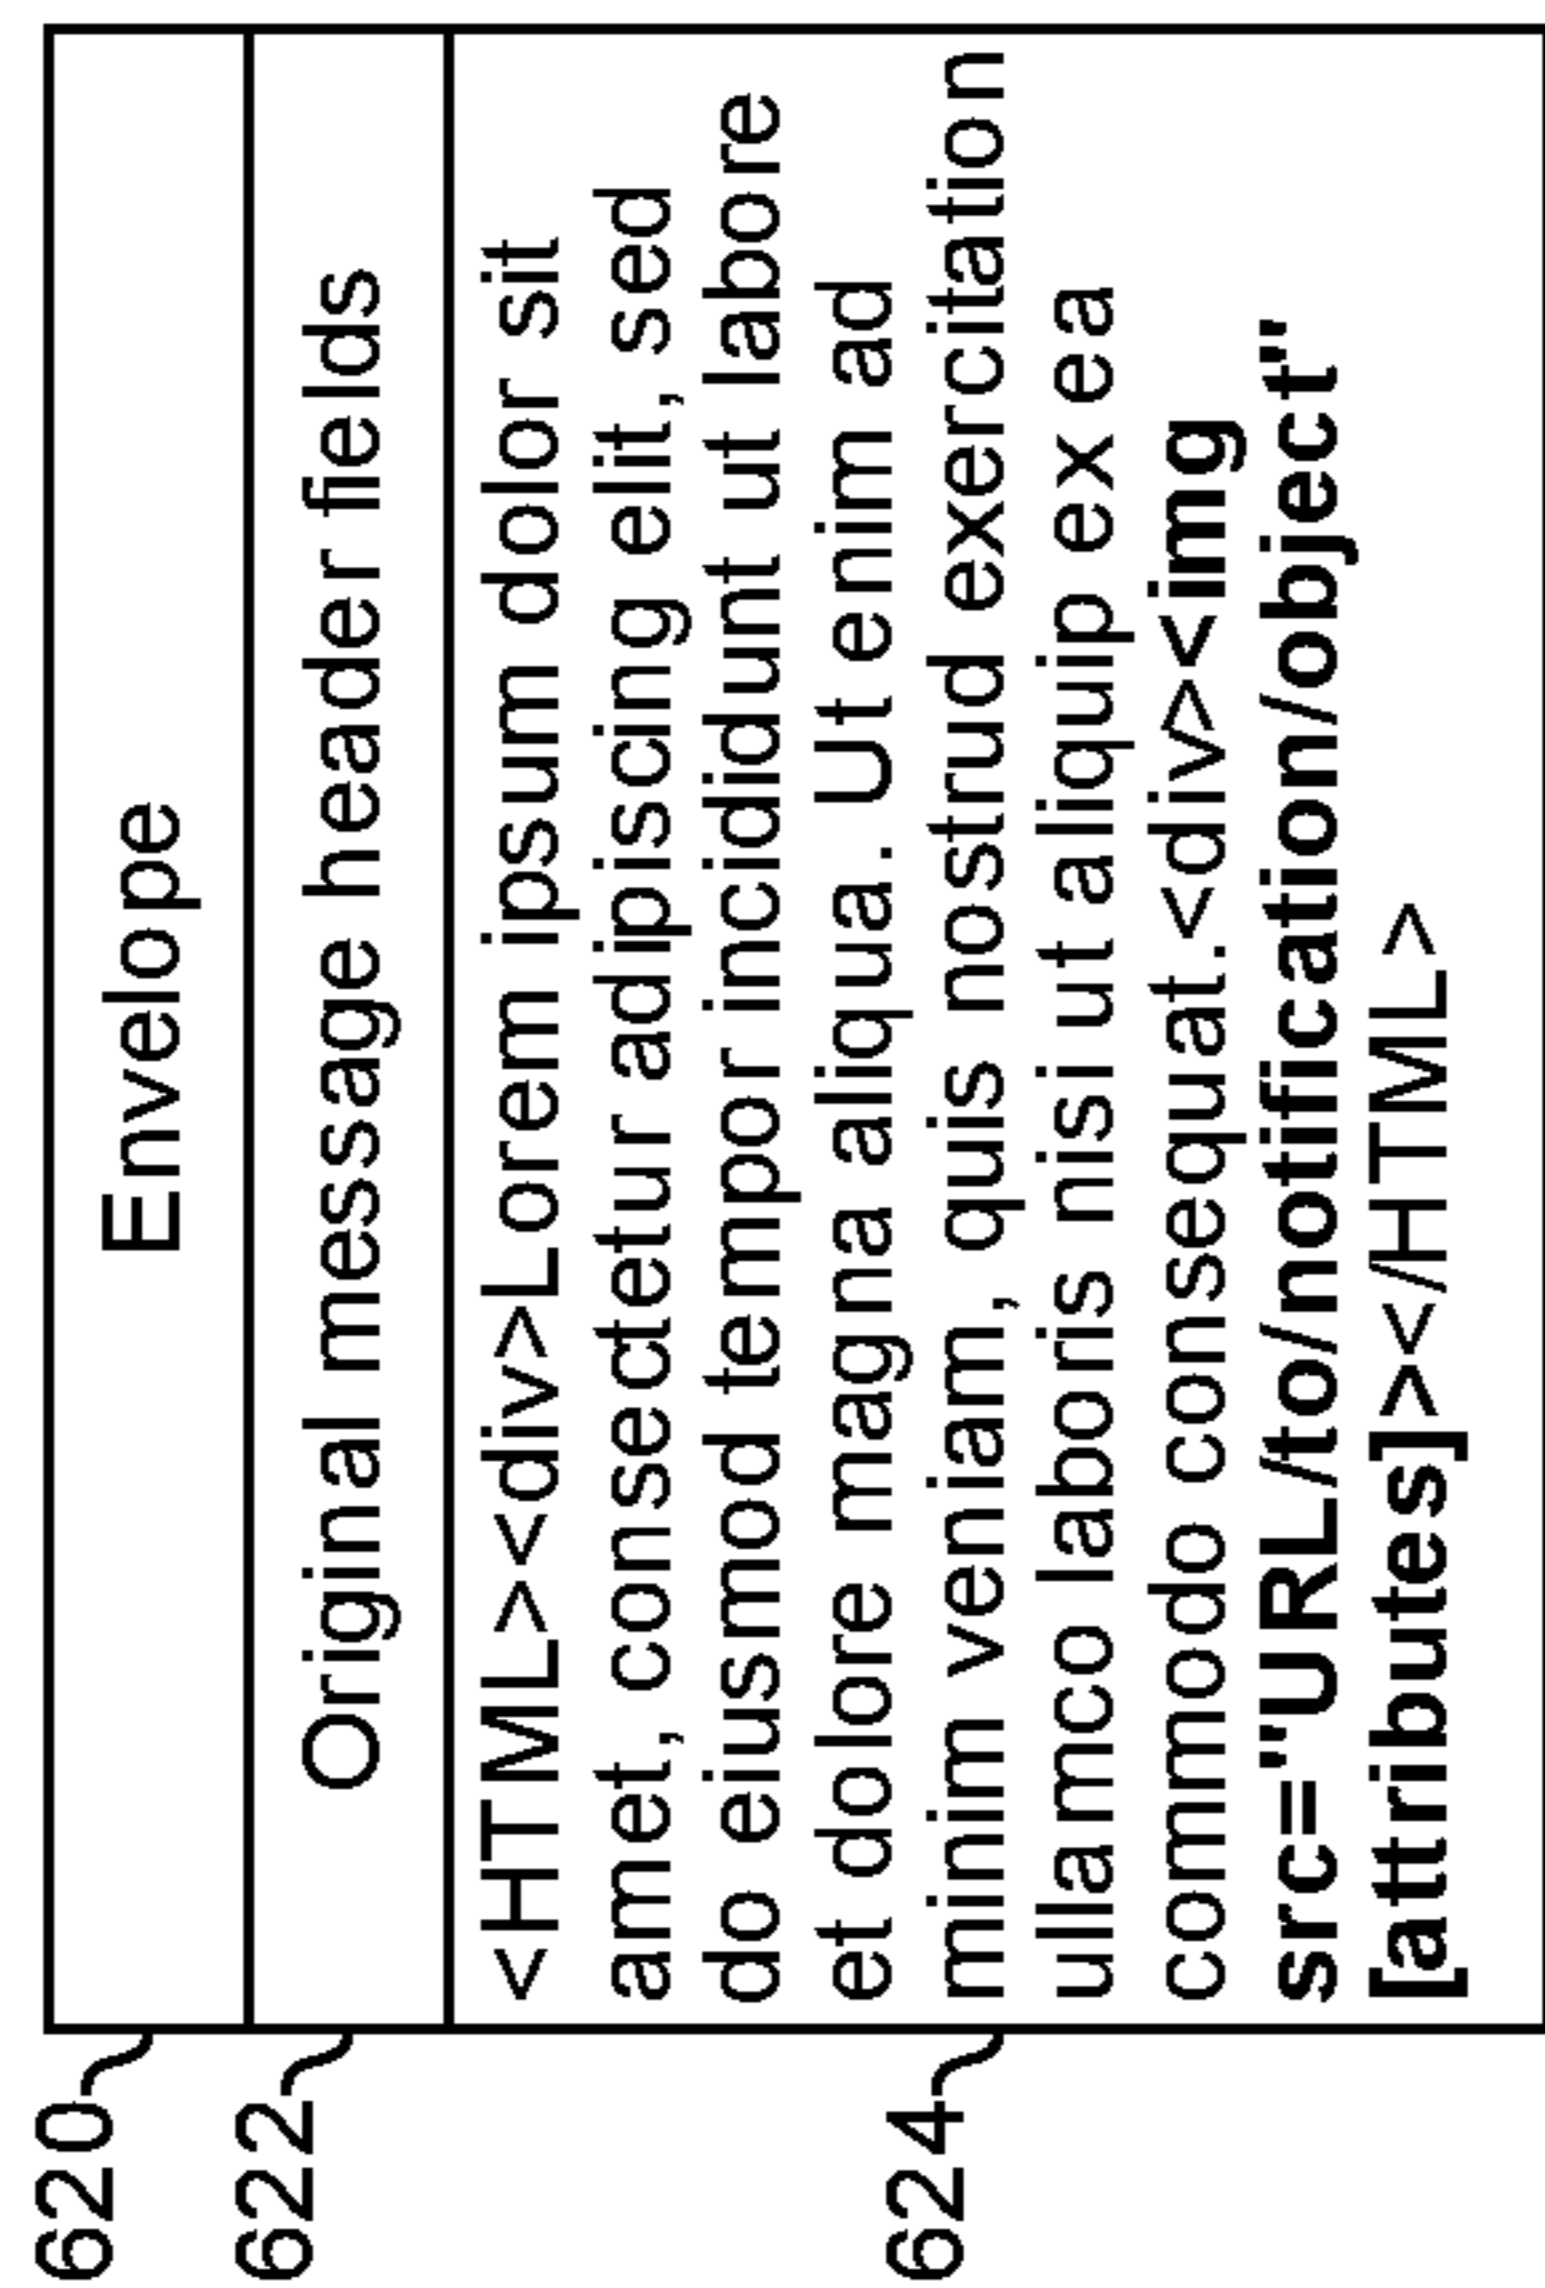 620
Envelope
622
Original message header fields
624
<HTML><div>Lorem ipsum dolor sit
amet, consectetur adipiscing elit, sed
do eiusmod tempor incididunt ut labore
et dolore magna aliqua. Ut enim ad
minim veniam, quis nostrud exercitation
ullamco laboris nisi ut aliquip ex ea
commodo consequat.<div><img
src="URL/to/notification/object"
[attributes]></HTML>